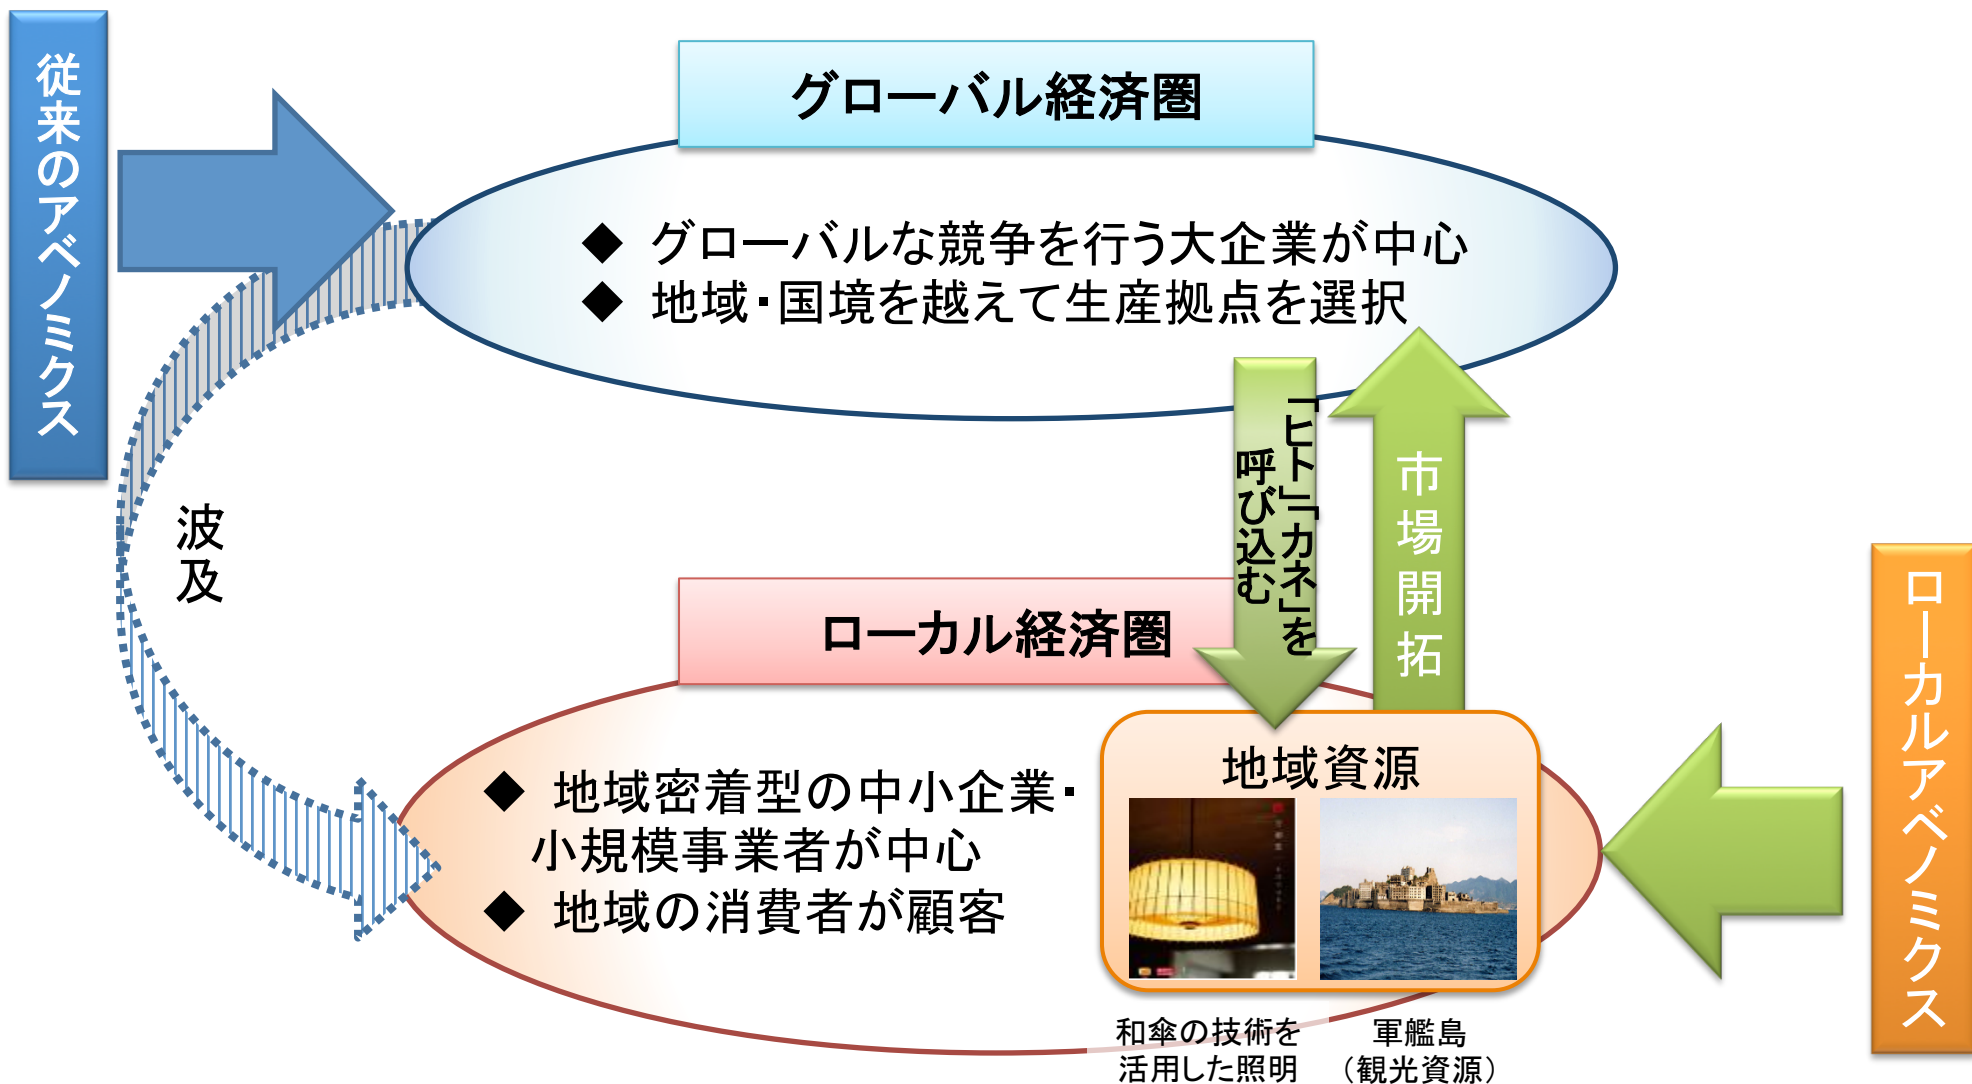 従来のアベノミクス
グローバル経済圏
◆ グローバルな競争を行う大企業が中心
◆ 地域・国境を越えて生産拠点を選択
「ヒト」「カネ」を
呼び込む
市場開拓
波及
ローカル経済圏
◆ 地域密着型の中小企業・
小規模事業者が中心
◆ 地域の消費者が顧客
地域資源
和傘の技術を
活用した照明
軍艦島
（観光資源）
ローカルアベノミクス